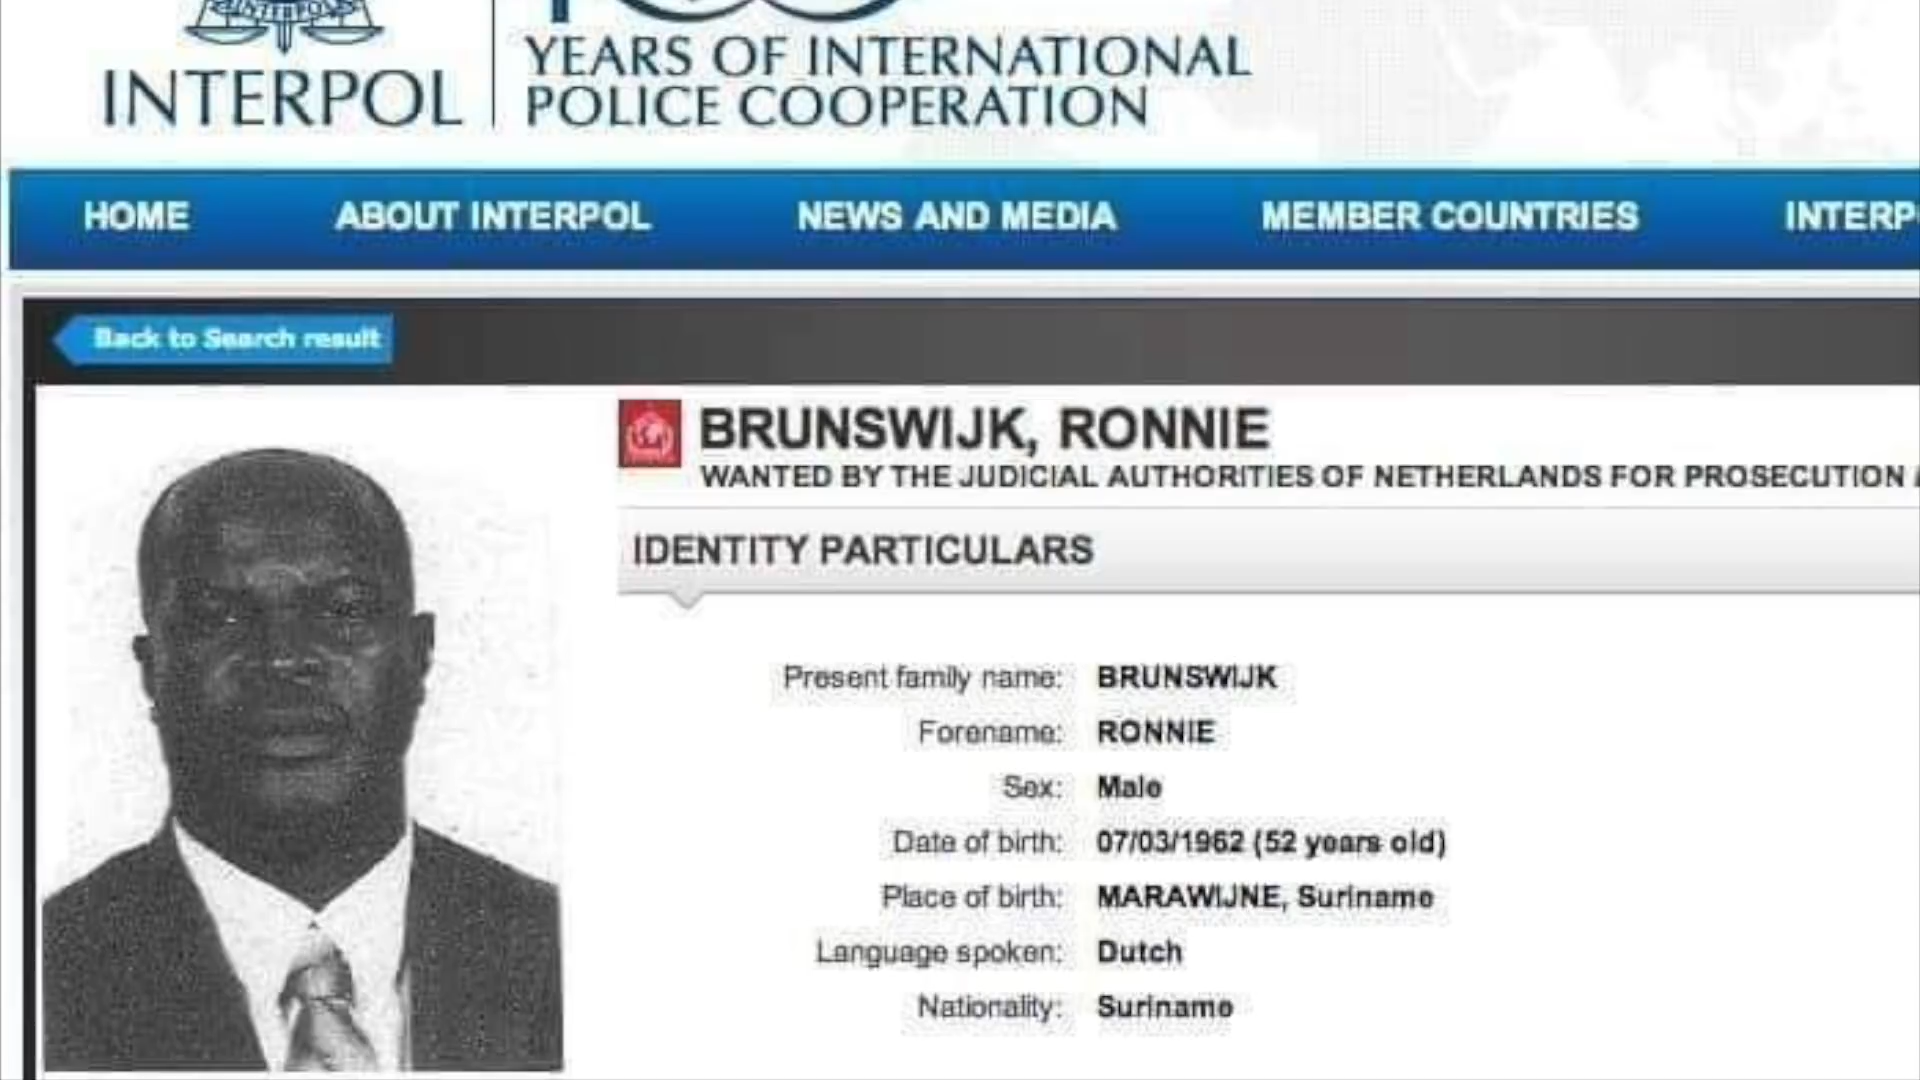 INTERPOL
YEARS OF INTERNATIONAL
POLICE COOPERATION
HOME ABOUT INTERPOL NEWS AND MEDIA MEMBER COUNTRIES INTERP
Back to Search result
BRUNSWIJK, RONNIE
WANTED BY THE JUDICIAL AUTHORITIES OF NETHERLANDS FOR PROSECUTION
IDENTITY PARTICULARS
Present family name: BRUNSWIJK
Forename: RONNIE
Sex: Male
Date of birth: 07/03/1962 (52 years old)
Place of birth: MARAWIJNE, Suriname
Language spoken: Dutch
Nationality: Suriname